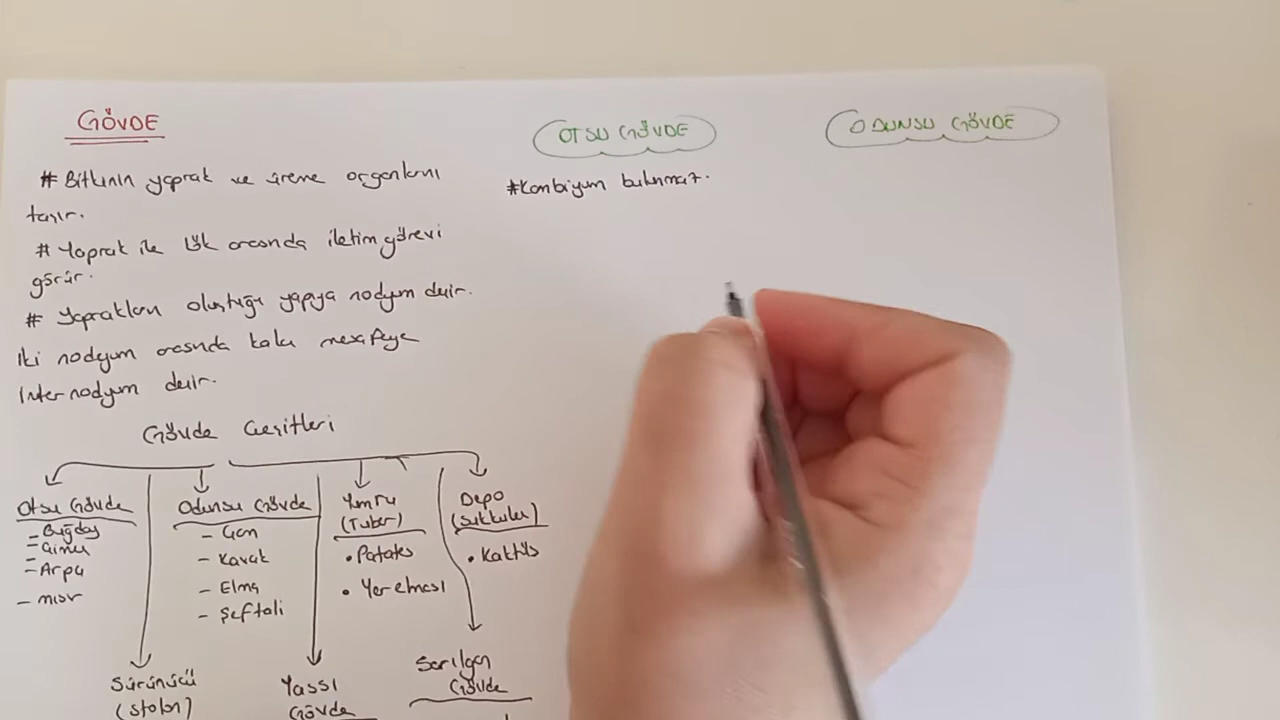 GÖVDE
# Bitkinin yaprak ve üreme organlarını
taşır.
# Yaprak ile kök arasında iletim görevi
görür.
# Yaprakların oluştuğu yapıya nodyum denir.
İki nodyum arasında kalan mesafeye
internodyum denir.
Gövde Çeşitleri
Otsu Gövde
- Buğday
- Çimen
- Arpa
- mısır
Odunsu Gövde
- Çam
- Kavak
- Elma
- Şeftali
Yumru
(Tuber)
• Patates
• Yer elması
Depo
(Sukkulen)
• Kaktüs
Sürünücü
(Stolon)
Yassı
Gövde
Sarılgan
Gövde
OTSU GÖVDE
#Kambiyum bulunmaz.
ODUNSU GÖVDE